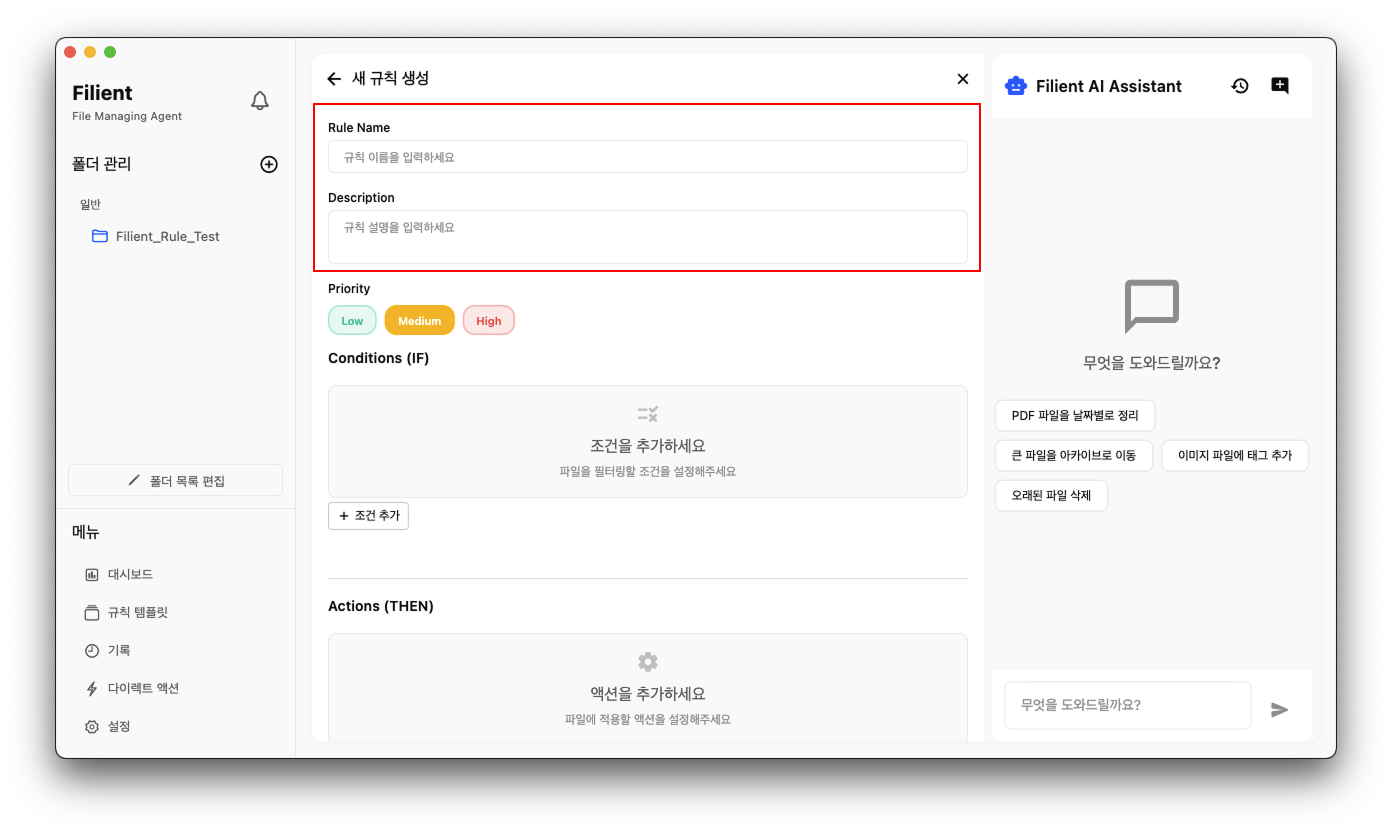 Filient
File Managing Agent
폴더 관리
일반
Filient_Rule_Test
폴더 목록 편집
메뉴
대시보드
규칙 템플릿
기록
다이렉트 액션
설정
새 규칙 생성
Rule Name
규칙 이름을 입력하세요
Description
규칙 설명을 입력하세요
Priority
Low Medium High
Conditions (IF)
조건을 추가하세요
파일을 필터링할 조건을 설정해주세요
+ 조건 추가
Actions (THEN)
액션을 추가하세요
파일에 적용할 액션을 설정해주세요
Filient AI Assistant
무엇을 도와드릴까요?
PDF 파일을 날짜별로 정리
큰 파일을 아카이브로 이동 이미지 파일에 태그 추가
오래된 파일 삭제
무엇을 도와드릴까요?